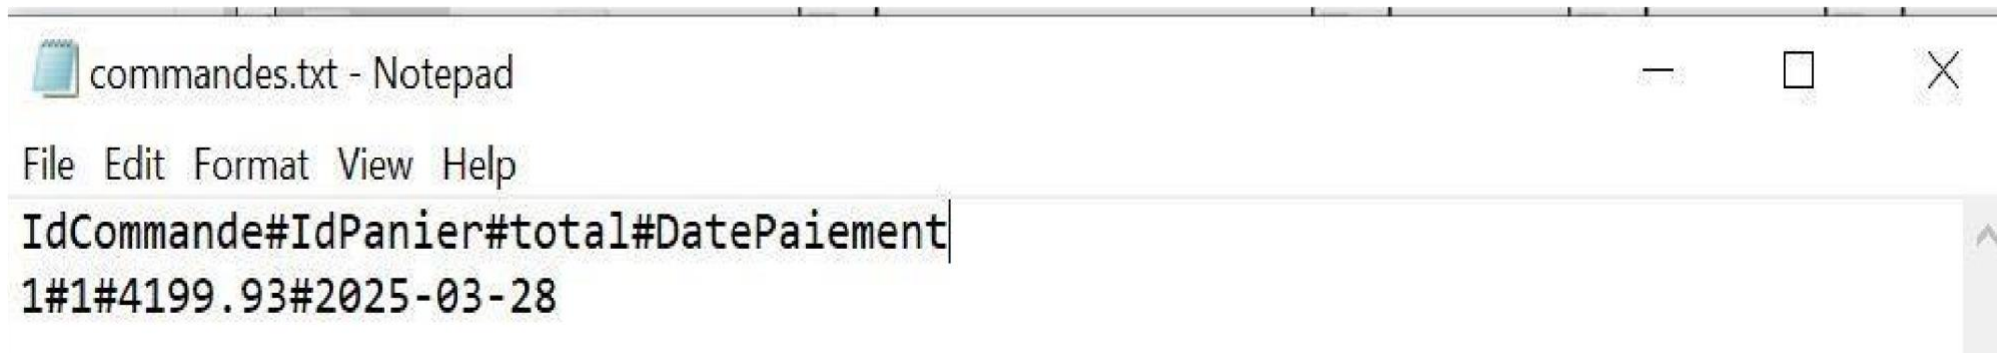 commandes.txt - Notepad
File Edit Format View Help
IdCommande#IdPanier#total#DatePaiement
1#1#4199.93#2025-03-28